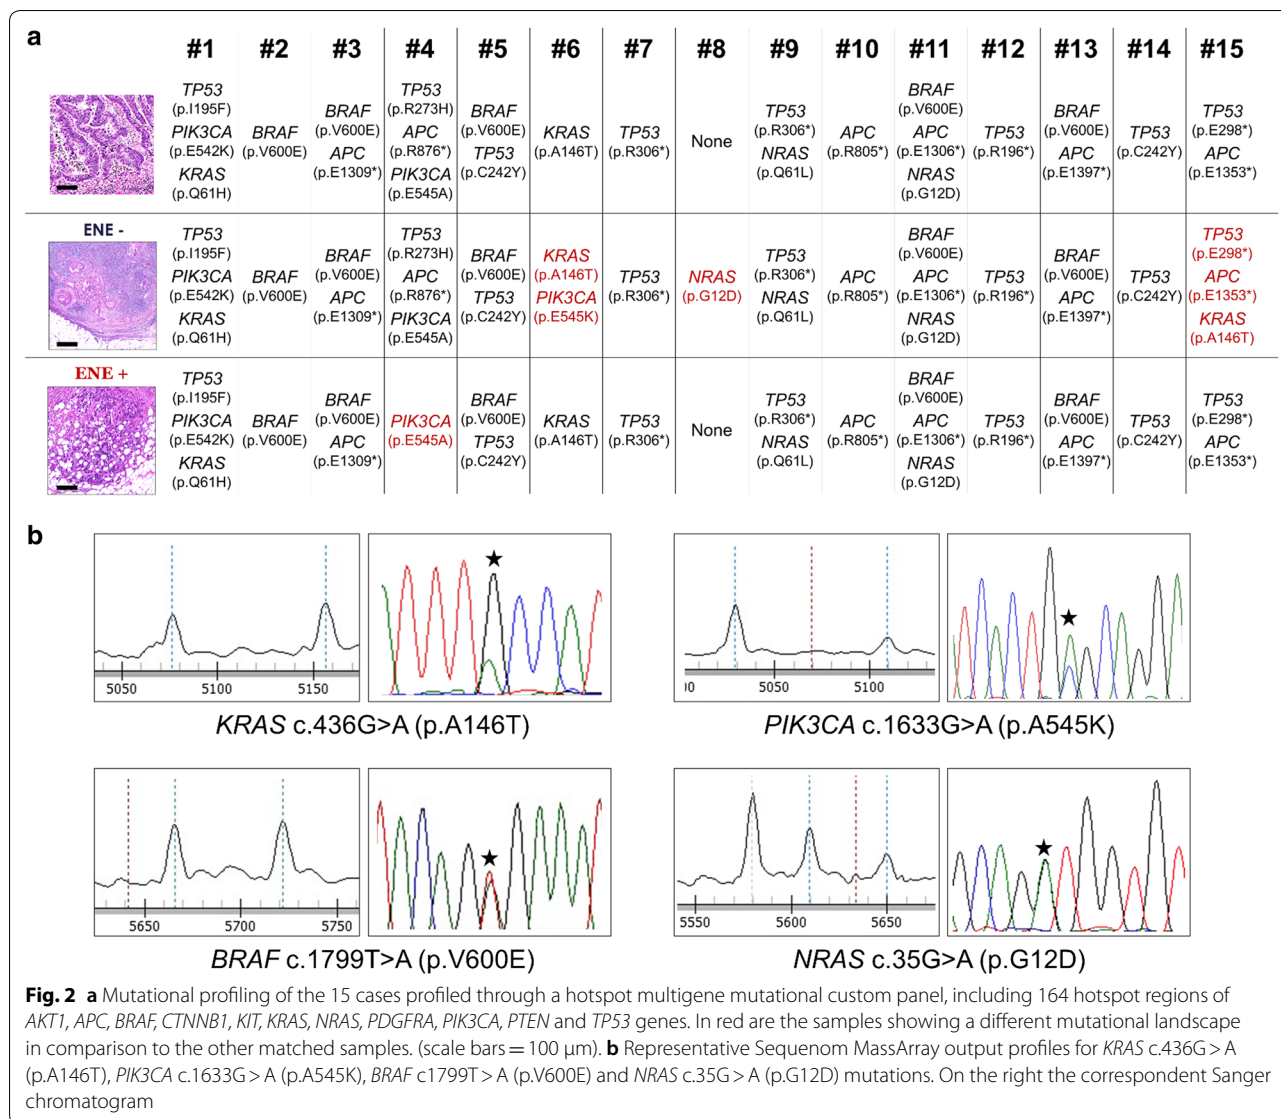 a
#1 #2 #3 #4 #5 #6 #7 #8 #9 #10 #11 #12 #13 #14 #15
TP53 (p.I195F) PIK3CA (p.E542K) KRAS (p.Q61H)
BRAF (p.V600E)
BRAF (p.V600E) APC (p.E1309*)
TP53 (p.R273H) APC (p.R876*) PIK3CA (p.E545A)
BRAF (p.V600E) TP53 (p.C242Y)
KRAS (p.A146T)
TP53 (p.R306*)
None
TP53 (p.R306*) NRAS (p.Q61L)
APC (p.R805*)
BRAF (p.V600E) APC (p.E1306*) NRAS (p.G12D)
TP53 (p.R196*)
BRAF (p.V600E) APC (p.E1397*)
TP53 (p.C242Y)
TP53 (p.E298*) APC (p.E1353*)
ENE -
TP53 (p.I195F) PIK3CA (p.E542K) KRAS (p.Q61H)
BRAF (p.V600E)
BRAF (p.V600E) APC (p.E1309*)
TP53 (p.R273H) APC (p.R876*) PIK3CA (p.E545A)
BRAF (p.V600E) TP53 (p.C242Y)
KRAS (p.A146T) PIK3CA (p.E545K)
TP53 (p.R306*)
NRAS (p.G12D)
TP53 (p.R306*) NRAS (p.Q61L)
APC (p.R805*)
BRAF (p.V600E) APC (p.E1306*) NRAS (p.G12D)
TP53 (p.R196*)
BRAF (p.V600E) APC (p.E1397*)
TP53 (p.C242Y)
TP53 (p.E298*) APC (p.E1353*) KRAS (p.A146T)
ENE +
TP53 (p.I195F) PIK3CA (p.E542K) KRAS (p.Q61H)
BRAF (p.V600E)
BRAF (p.V600E) APC (p.E1309*)
PIK3CA (p.E545A)
BRAF (p.V600E) TP53 (p.C242Y)
KRAS (p.A146T)
TP53 (p.R306*)
None
TP53 (p.R306*) NRAS (p.Q61L)
APC (p.R805*)
BRAF (p.V600E) APC (p.E1306*) NRAS (p.G12D)
TP53 (p.R196*)
BRAF (p.V600E) APC (p.E1397*)
TP53 (p.C242Y)
TP53 (p.E298*) APC (p.E1353*)
b
5050 5100 5150
KRAS c.436G>A (p.A146T)
00 5050 5100
PIK3CA c.1633G>A (p.A545K)
5650 5700 5750
BRAF c.1799T>A (p.V600E)
5550 5600 5650
NRAS c.35G>A (p.G12D)
Fig. 2 a Mutational profiling of the 15 cases profiled through a hotspot multigene mutational custom panel, including 164 hotspot regions of
AKT1, APC, BRAF, CTNNB1, KIT, KRAS, NRAS, PDGFRA, PIK3CA, PTEN and TP53 genes. In red are the samples showing a different mutational landscape
in comparison to the other matched samples. (scale bars = 100 µm). b Representative Sequenom MassArray output profiles for KRAS c.436G > A
(p.A146T), PIK3CA c.1633G > A (p.A545K), BRAF c1799T > A (p.V600E) and NRAS c.35G > A (p.G12D) mutations. On the right the correspondent Sanger
chromatogram